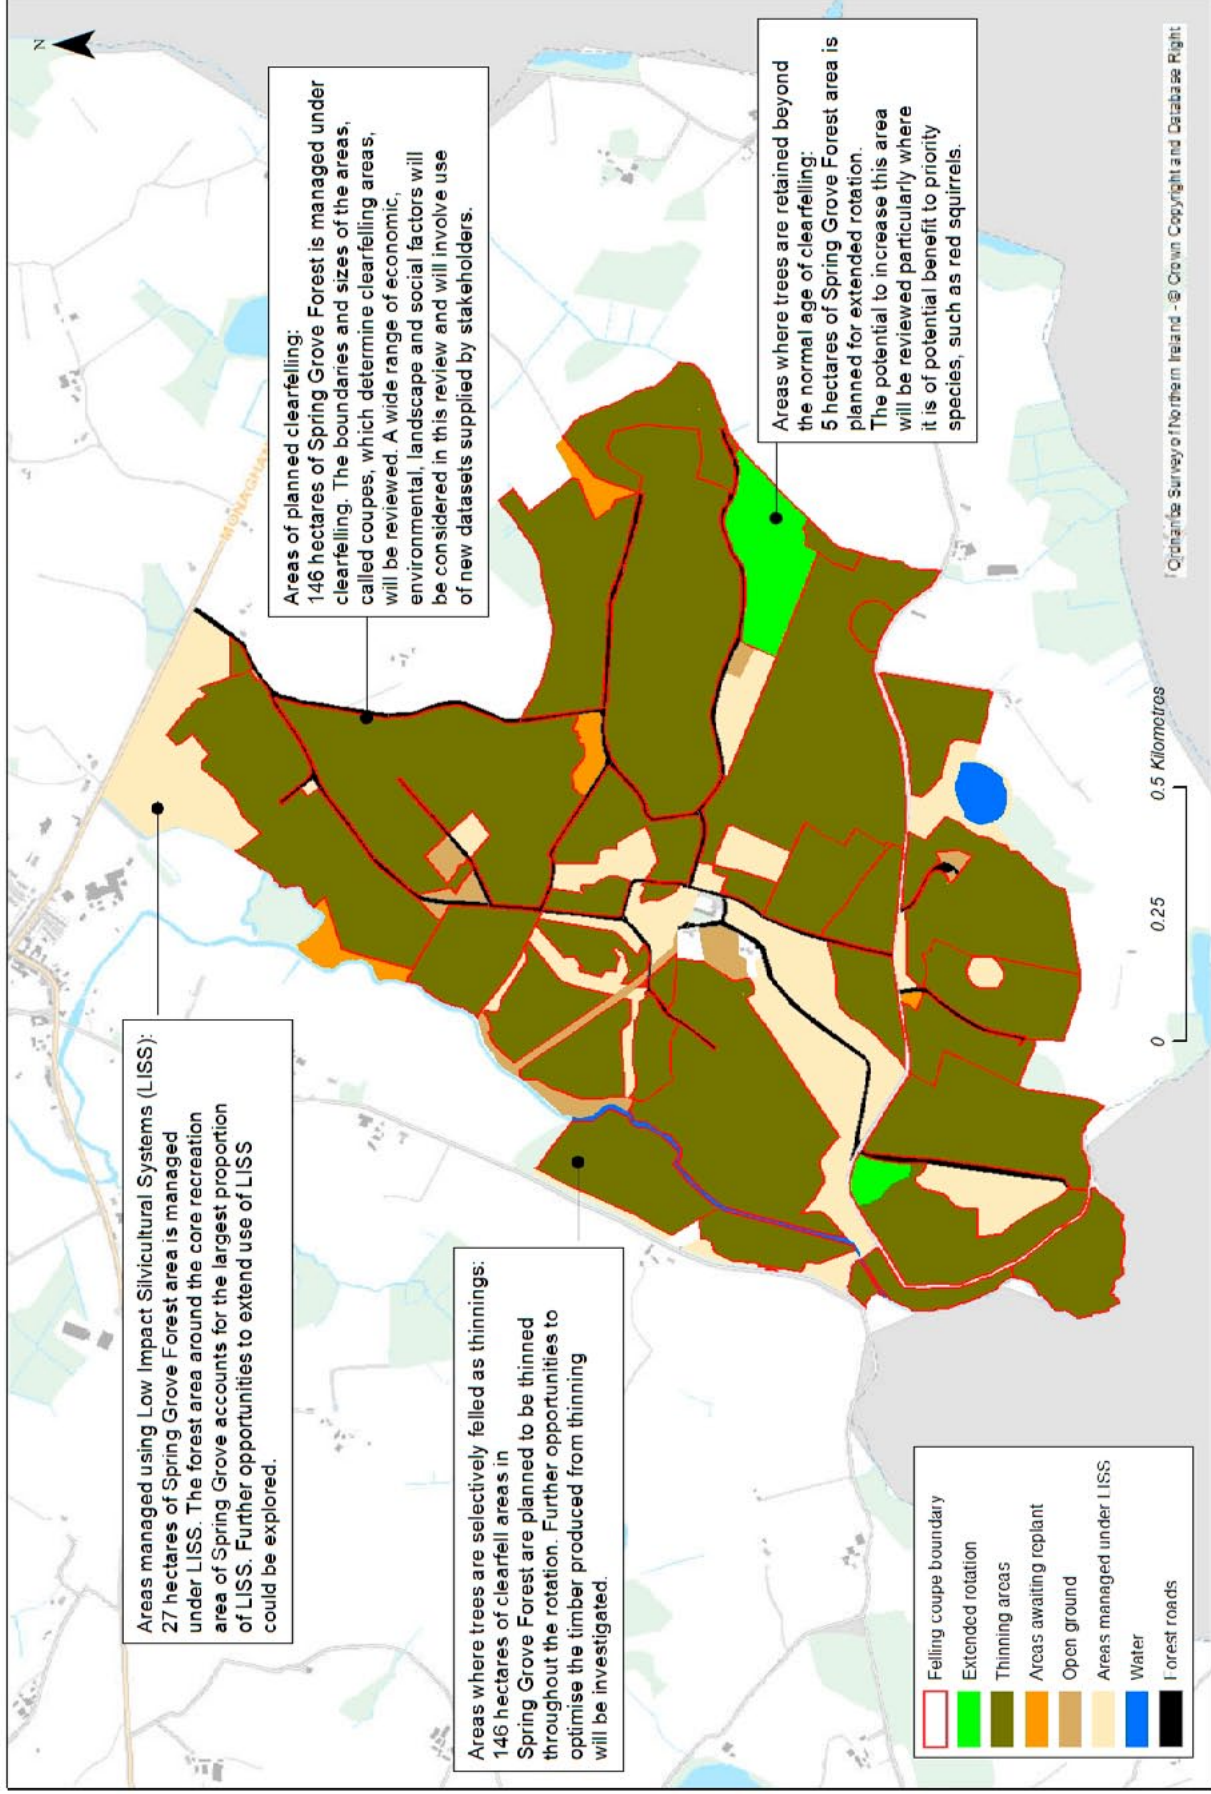 Areas managed using Low Impact Silvicultural Systems (LISS):
27 hectares of Spring Grove Forest area is managed
under LISS. The forest area around the core recreation
area of Spring Grove accounts for the largest proportion
of LISS. Further opportunities to extend use of LISS
could be explored.
N
MONAGHAN
Areas of planned clearfelling:
146 hectares of Spring Grove Forest is managed under
clearfelling. The boundaries and sizes of the areas,
called coupes, which determine clearfelling areas,
will be reviewed. A wide range of economic,
environmental, landscape and social factors will
be considered in this review and will involve use
of new datasets supplied by stakeholders.
Areas where trees are selectively felled as thinnings:
146 hectares of clearfell areas in
Spring Grove Forest are planned to be thinned
throughout the rotation. Further opportunities to
optimise the timber produced from thinning
will be investigated.
Areas where trees are retained beyond
the normal age of clearfelling:
5 hectares of Spring Grove Forest area is
planned for extended rotation.
The potential to increase this area
will be reviewed particularly where
it is of potential benefit to priority
species, such as red squirrels.
Felling coupe boundary
Extended rotation
Thinning areas
Areas awaiting replant
Open ground
Areas managed under LISS
Water
Forest roads
0 0.25 0.5 Kilometres
Ordnance Survey of Northern Ireland - © Crown Copyright and Database Right